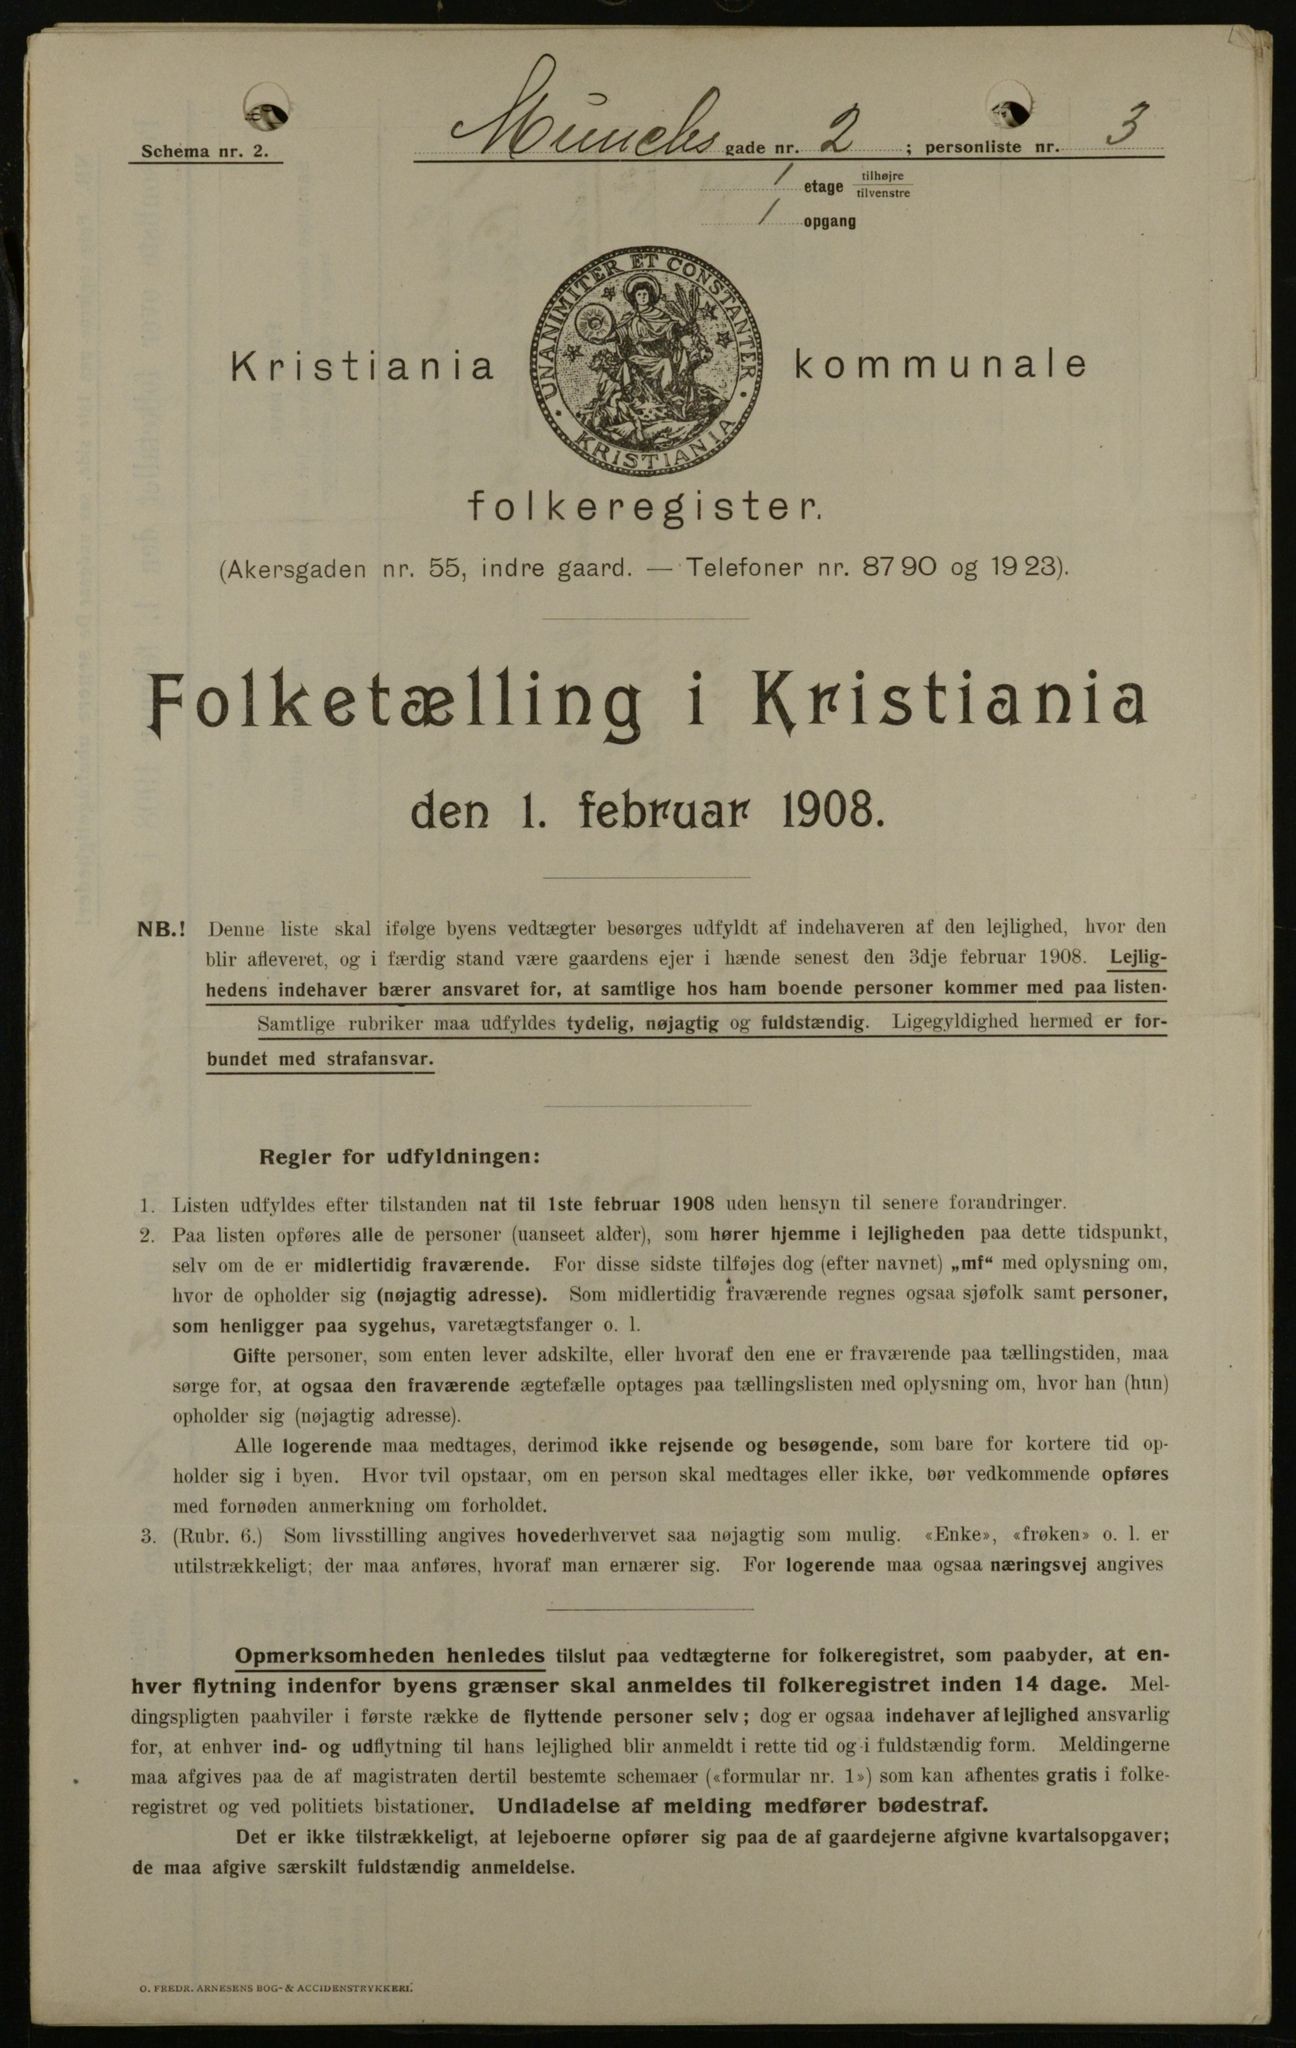 Schema nr. 2.
Munchs gade nr. 2 ; personliste nr. 3
1 etage tilhøjre
tilvenstre
1 opgang
UNANIMITER ET CONSTANTER
KRISTIANIA
Kristiania kommunale
folkeregister.
(Akersgaden nr. 55, indre gaard. — Telefoner nr. 87 90 og 19 23).
Folketælling i Kristiania
den 1. februar 1908.
NB.! Denne liste skal ifølge byens vedtægter besørges udfyldt af indehaveren af den lejlighed, hvor den
blir afleveret, og i færdig stand være gaardens ejer i hænde senest den 3dje februar 1908. Lejlig-
hedens indehaver bærer ansvaret for, at samtlige hos ham boende personer kommer med paa listen.
Samtlige rubriker maa udfyldes tydelig, nøjagtig og fuldstændig. Ligegyldighed hermed er for-
bundet med strafansvar.
Regler for udfyldningen:
1. Listen udfyldes efter tilstanden nat til 1ste februar 1908 uden hensyn til senere forandringer.
2. Paa listen opføres alle de personer (uanseet alder), som hører hjemme i lejligheden paa dette tidspunkt,
selv om de er midlertidig fraværende. For disse sidste tilføjes dog (efter navnet) „mf“ med oplysning om,
hvor de opholder sig (nøjagtig adresse). Som midlertidig fraværende regnes ogsaa sjøfolk samt personer,
som henligger paa sygehus, varetægtsfanger o. l.
Gifte personer, som enten lever adskilte, eller hvoraf den ene er fraværende paa tællingstiden, maa
sørge for, at ogsaa den fraværende ægtefælle optages paa tællingslisten med oplysning om, hvor han (hun)
opholder sig (nøjagtig adresse).
Alle logerende maa medtages, derimod ikke rejsende og besøgende, som bare for kortere tid op-
holder sig i byen. Hvor tvil opstaar, om en person skal medtages eller ikke, bør vedkommende opføres
med fornøden anmerkning om forholdet.
3. (Rubr. 6.) Som livsstilling angives hovederhvervet saa nøjagtig som mulig. «Enke», «frøken» o. l. er
utilstrækkeligt; der maa anføres, hvoraf man ernærer sig. For logerende maa ogsaa næringsvej angives
Opmerksomheden henledes tilslut paa vedtægterne for folkeregistret, som paabyder, at en-
hver flytning indenfor byens grænser skal anmeldes til folkeregistret inden 14 dage. Mel-
dingspligten paahviler i første række de flyttende personer selv; dog er ogsaa indehaver af lejlighed ansvarlig
for, at enhver ind- og udflytning til hans lejlighed blir anmeldt i rette tid og i fuldstændig form. Meldingerne
maa afgives paa de af magistraten dertil bestemte schemaer («formular nr. 1») som kan afhentes gratis i folke-
registret og ved politiets bistationer. Undladelse af melding medfører bødestraf.
Det er ikke tilstrækkeligt, at lejeboerne opfører sig paa de af gaardejerne afgivne kvartalsopgaver;
de maa afgive særskilt fuldstændig anmeldelse.
O. FREDR. ARNESENS BOG- & ACCIDENSTRYKKERI.